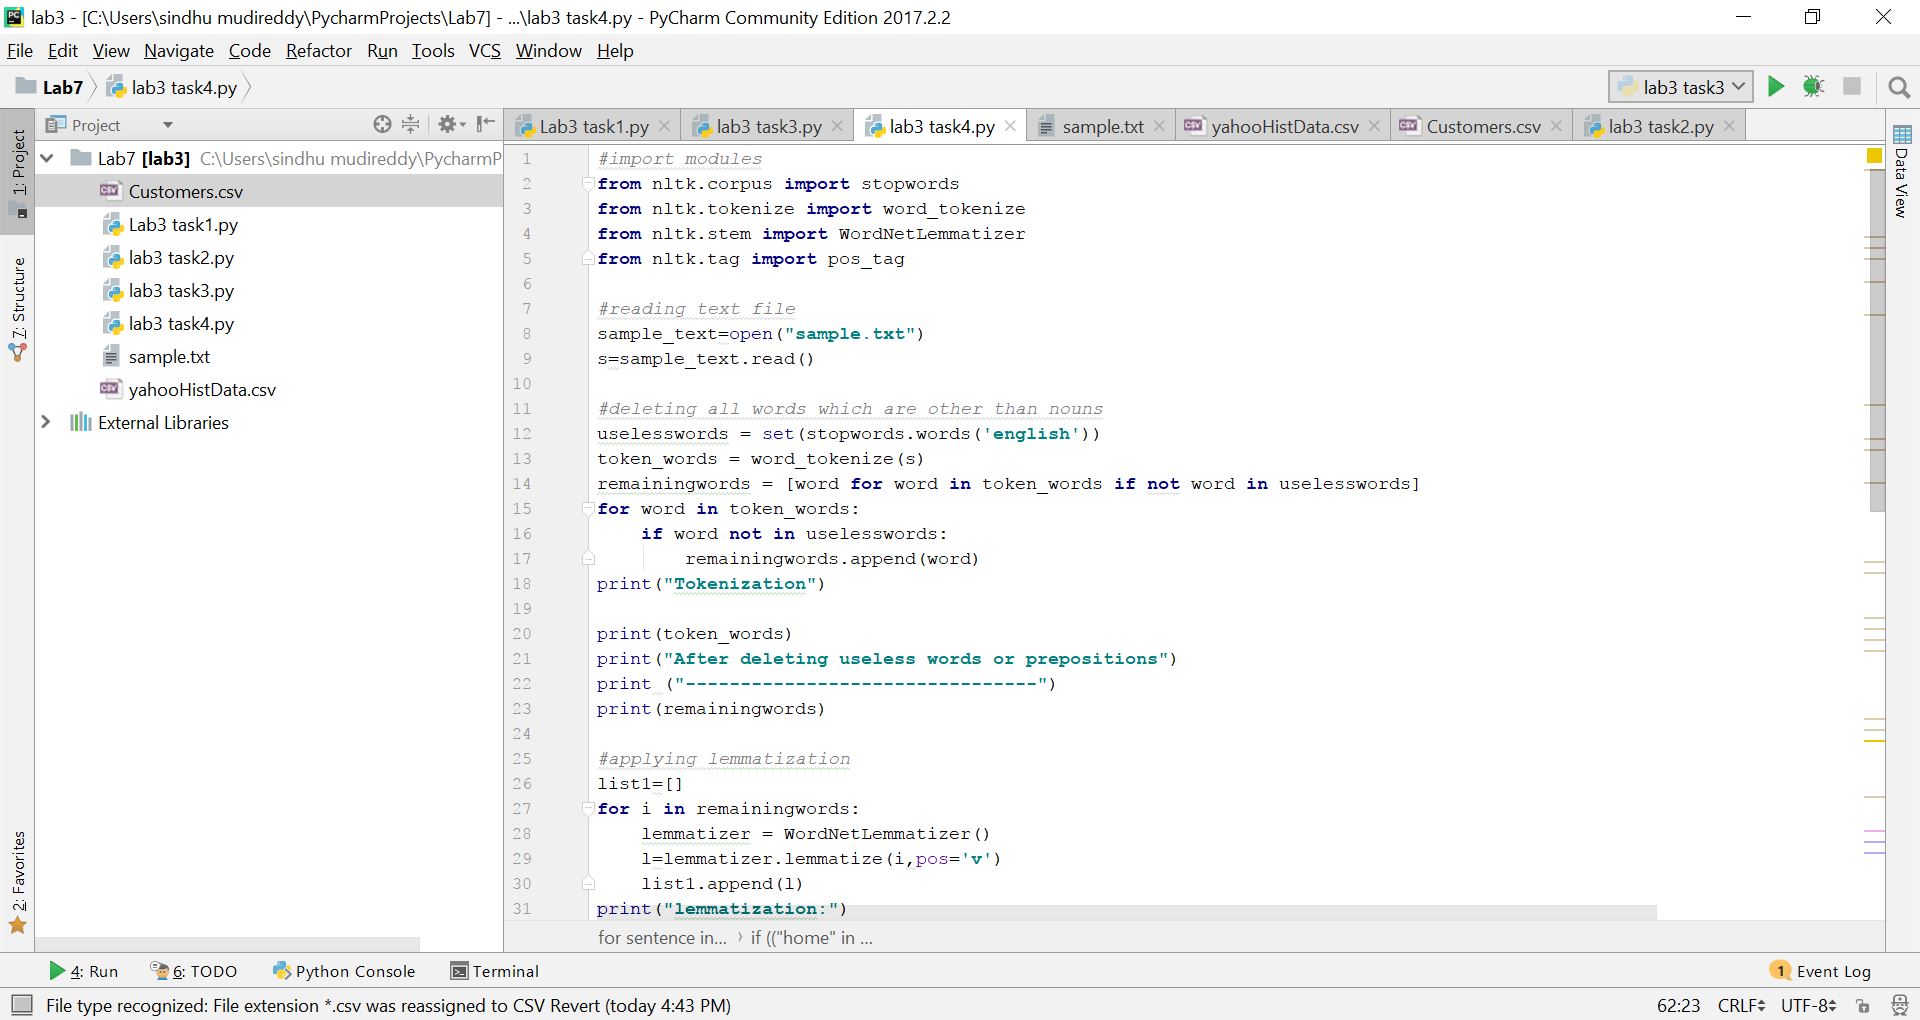 lab3 - [C:\Users\sindhu mudireddy\PycharmProjects\Lab7] - ...\lab3 task4.py - PyCharm Community Edition 2017.2.2
File Edit View Navigate Code Refactor Run Tools VCS Window Help
Lab7 lab3 task4.py lab3 task3
Project
Lab3 task1.py lab3 task3.py lab3 task4.py sample.txt yahooHistData.csv Customers.csv lab3 task2.py
1: Project
7: Structure
2: Favorites
Data View
Lab7 [lab3] C:\Users\sindhu mudireddy\PycharmP
Customers.csv
Lab3 task1.py
lab3 task2.py
lab3 task3.py
lab3 task4.py
sample.txt
yahooHistData.csv
External Libraries
1 #import modules
2 from nltk.corpus import stopwords
3 from nltk.tokenize import word_tokenize
4 from nltk.stem import WordNetLemmatizer
5 from nltk.tag import pos_tag
6
7 #reading text file
8 sample_text=open("sample.txt")
9 s=sample_text.read()
10
11 #deleting all words which are other than nouns
12 uselesswords = set(stopwords.words('english'))
13 token_words = word_tokenize(s)
14 remainingwords = [word for word in token_words if not word in uselesswords]
15 for word in token_words:
16     if word not in uselesswords:
17         remainingwords.append(word)
18 print("Tokenization")
19
20 print(token_words)
21 print("After deleting useless words or prepositions")
22 print ("--------------------------------")
23 print(remainingwords)
24
25 #applying lemmatization
26 list1=[]
27 for i in remainingwords:
28     lemmatizer = WordNetLemmatizer()
29     l=lemmatizer.lemmatize(i,pos='v')
30     list1.append(l)
31 print("lemmatization:")
for sentence in... › if (("home" in ...
4: Run 6: TODO Python Console Terminal 1 Event Log
File type recognized: File extension *.csv was reassigned to CSV Revert (today 4:43 PM) 62:23 CRLF UTF-8